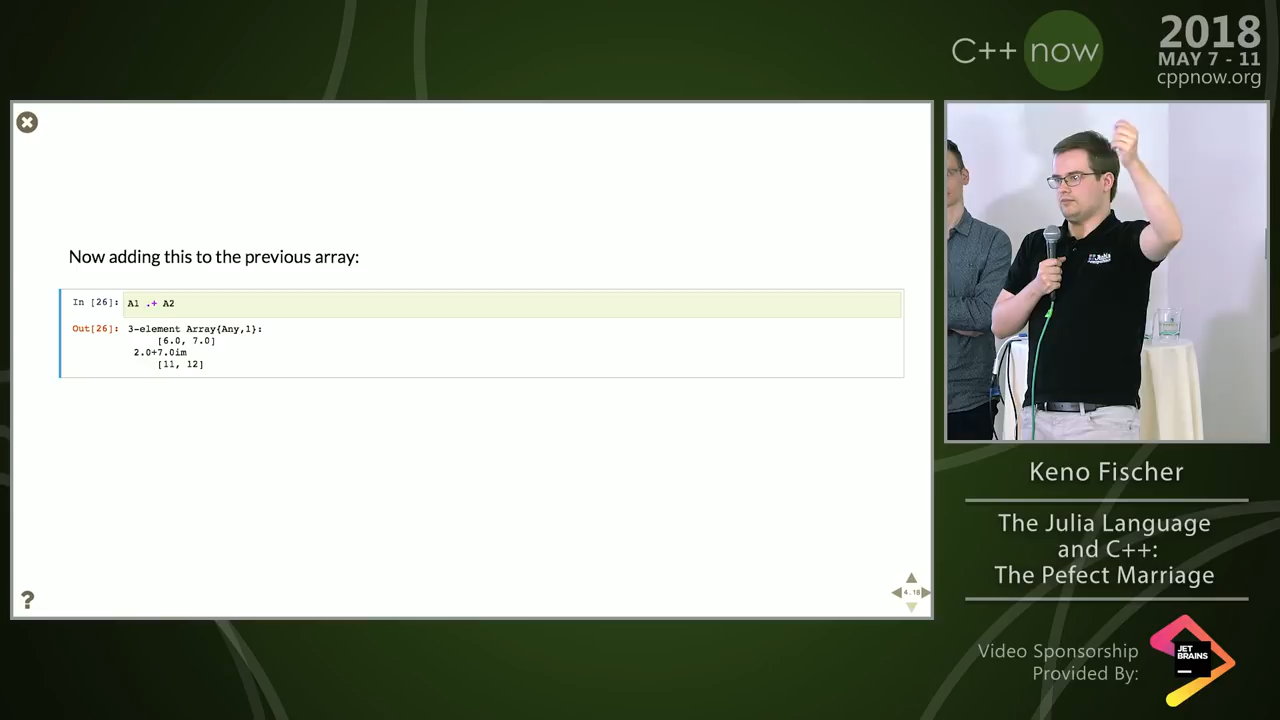 C++ now
2018
MAY 7 - 11
cppnow.org
Now adding this to the previous array:
In [26]: A1 .+ A2
Out[26]: 3-element Array{Any,1}:
[6.0, 7.0]
2.0+7.0im
[11, 12]
?
4.18
Keno Fischer
The Julia Language
and C++:
The Pefect Marriage
Video Sponsorship
Provided By:
JET
BRAINS